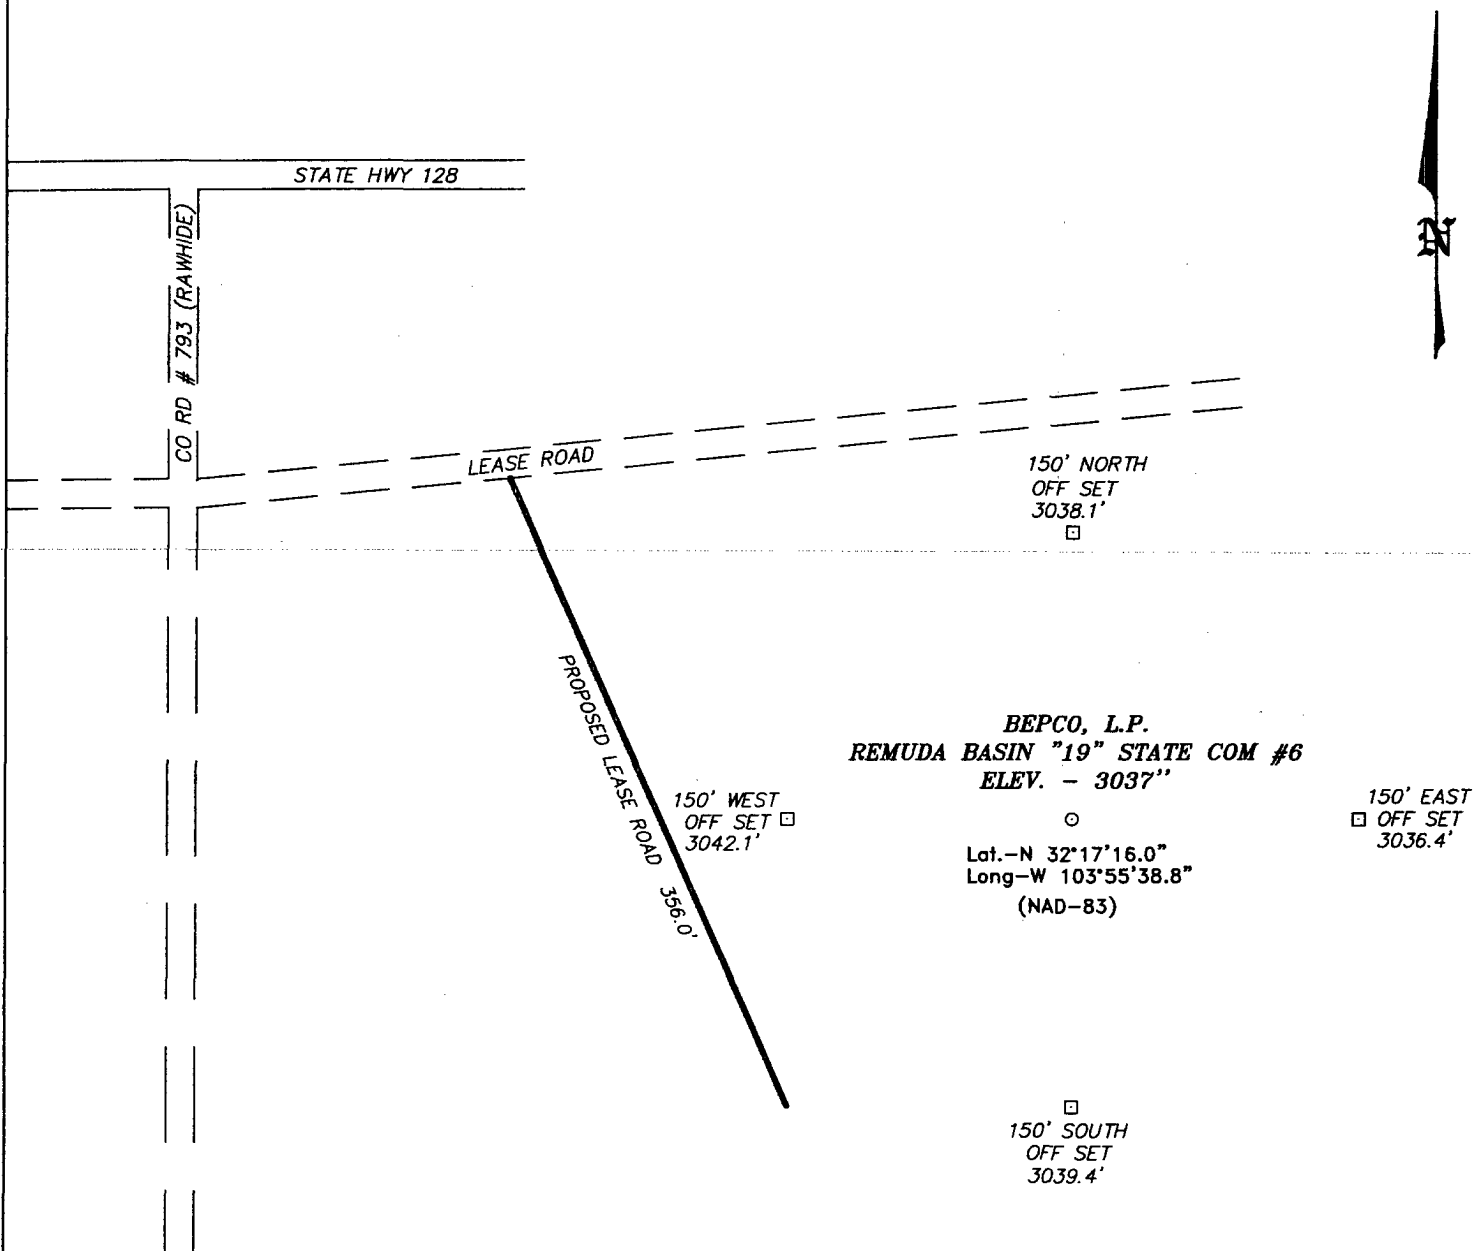 STATE HWY 128
CO RD # 793 (RAWHIDE)
N
LEASE ROAD
150' NORTH
OFF SET
3038.1'
PROPOSED LEASE ROAD 356.0'
BEPCO, L.P.
REMUDA BASIN "19" STATE COM #6
ELEV. - 3037''
150' WEST
OFF SET
3042.1'
150' EAST
OFF SET
3036.4'
Lat.-N 32°17'16.0"
Long-W 103°55'38.8"
(NAD-83)
150' SOUTH
OFF SET
3039.4'